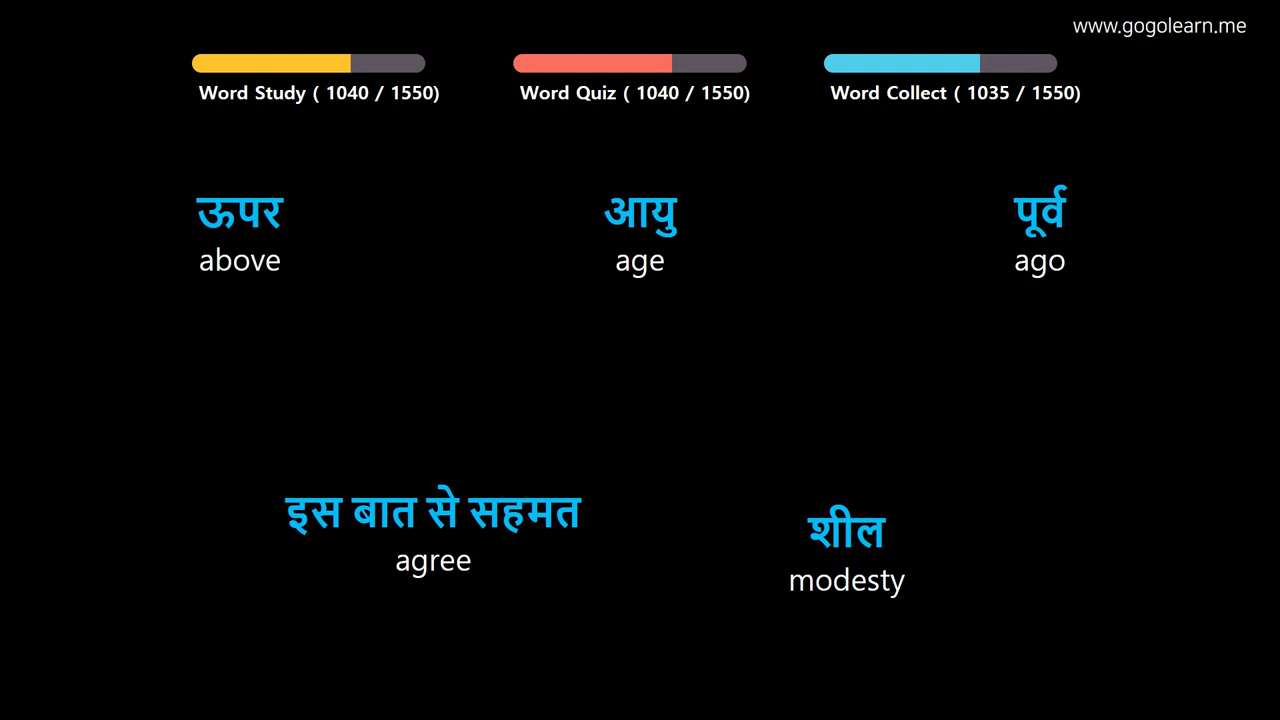 www.gogolearn.me
Word Study ( 1040 / 1550)
Word Quiz ( 1040 / 1550)
Word Collect ( 1035 / 1550)
ऊपर
above
आयु
age
पूर्व
ago
इस बात से सहमत
agree
शील
modesty